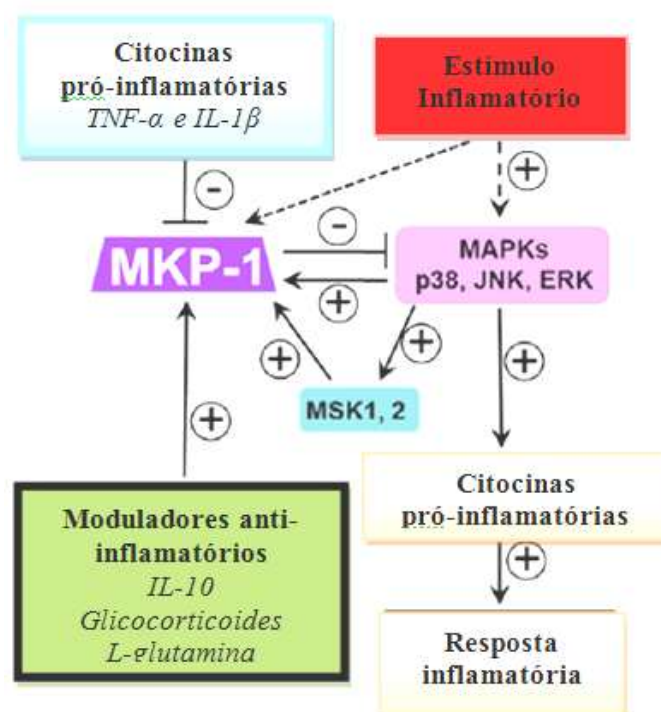 Citocinas
pró-inflamatórias
TNF-α e IL-1β
Estímulo
Inflamatório
-
+
MKP-1
-
MAPKs
p38, JNK, ERK
+
+
+
+
MSK1, 2
+
Moduladores anti-
inflamatórios
IL-10
Glicocorticoides
L-glutamina
Citocinas
pró-inflamatórias
+
Resposta
inflamatória